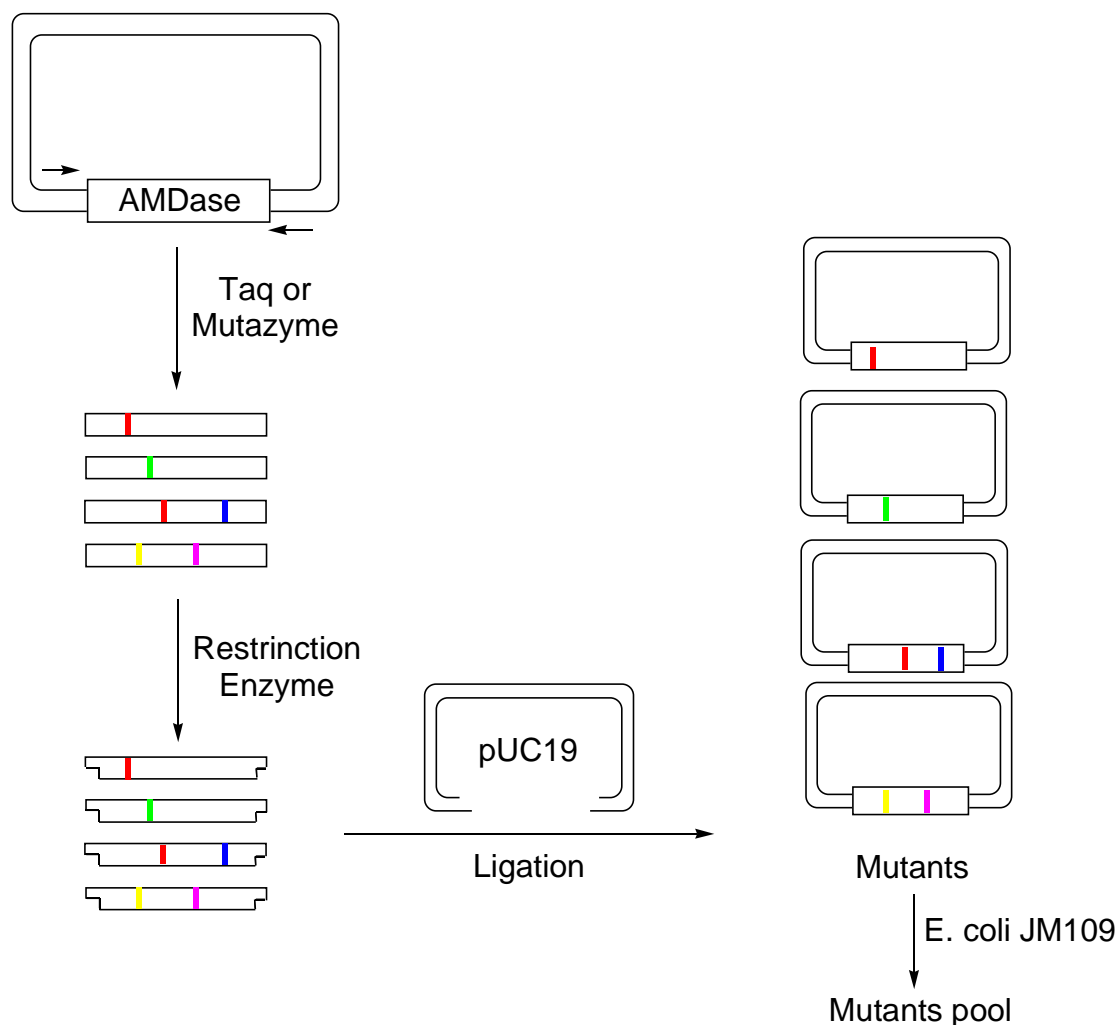 AMDase
Taq or
Mutazyme
Restrinction
Enzyme
pUC19
Ligation
Mutants
E. coli JM109
Mutants pool